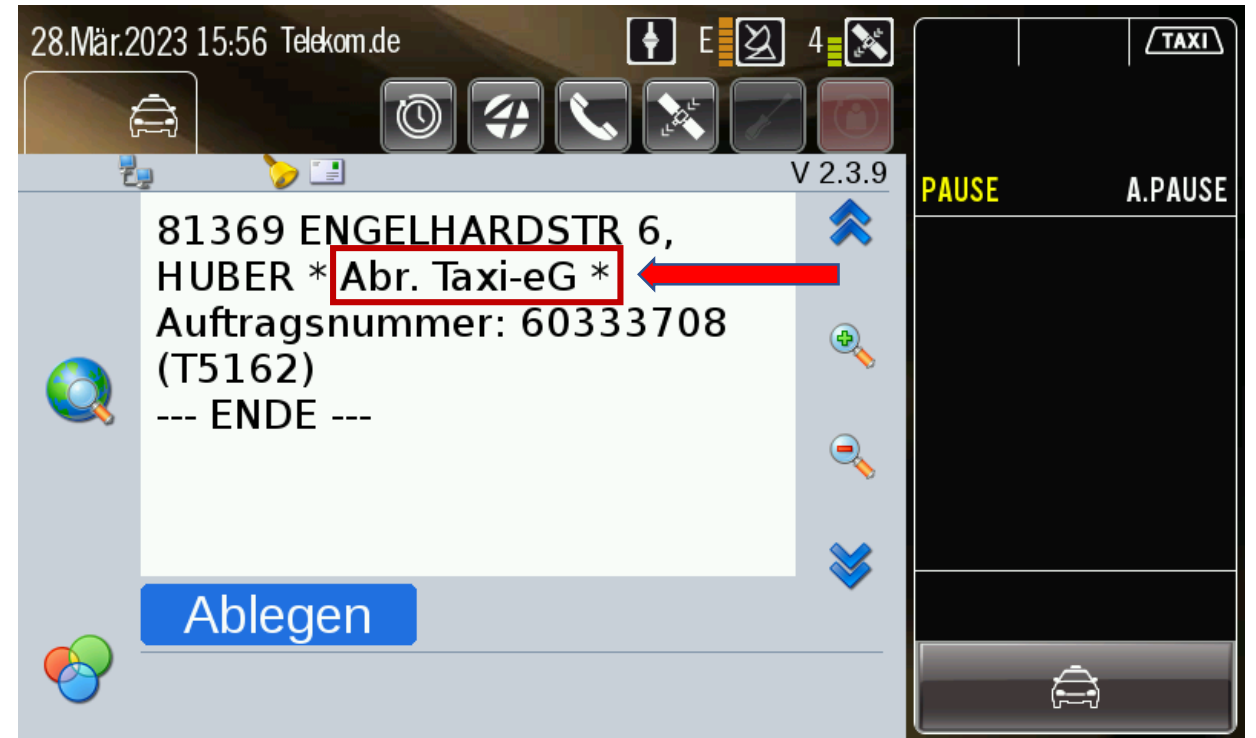 28.Mär.2023 15:56 Telekom.de E 4 TAXI
V 2.3.9
PAUSE A.PAUSE
81369 ENGELHARDSTR 6,
HUBER * Abr. Taxi-eG *
Auftragsnummer: 60333708
(T5162)
--- ENDE ---
Ablegen